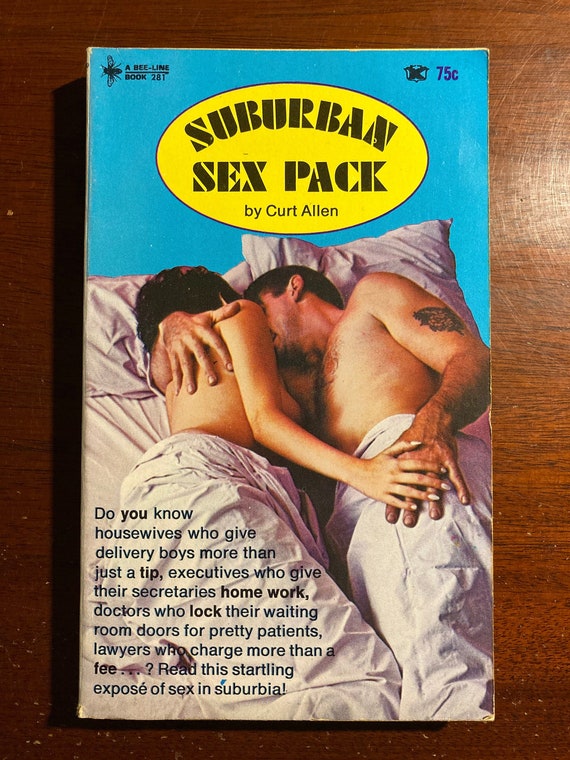 A BEE-LINE
BOOK 281
75c
SUBURBAN
SEX PACK
by Curt Allen
Do you know
housewives who give
delivery boys more than
just a tip, executives who give
their secretaries home work,
doctors who lock their waiting
room doors for pretty patients,
lawyers who charge more than a
fee . . . ? Read this startling
exposé of sex in suburbia!